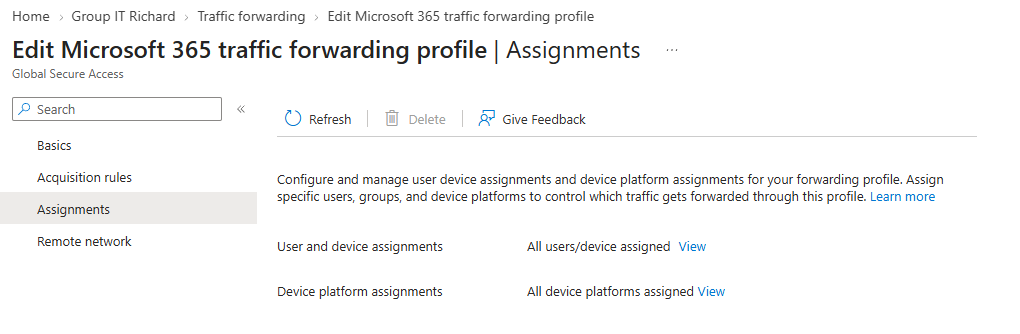 Home > Group IT Richard > Traffic forwarding > Edit Microsoft 365 traffic forwarding profile
Edit Microsoft 365 traffic forwarding profile | Assignments ...
Global Secure Access
Search «
Refresh | Delete | Give Feedback
Basics
Acquisition rules
Assignments
Remote network
Configure and manage user device assignments and device platform assignments for your forwarding profile. Assign
specific users, groups, and device platforms to control which traffic gets forwarded through this profile. Learn more
User and device assignments All users/device assigned View
Device platform assignments All device platforms assigned View